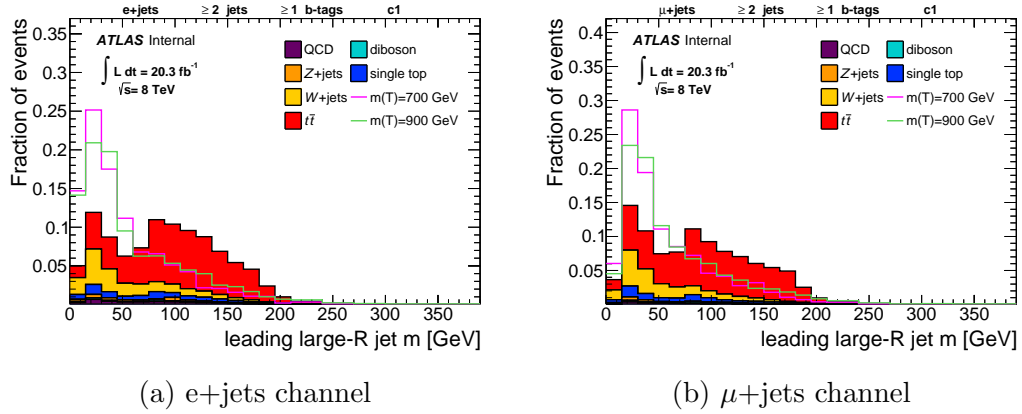 e+jets ≥ 2 jets ≥ 1 b-tags c1
ATLAS Internal
∫ L dt = 20.3 fb⁻¹
√s= 8 TeV
QCD
diboson
Z+jets
single top
W+jets
m(T)=700 GeV
tt̄
m(T)=900 GeV
Fraction of events
0.35
0.3
0.25
0.2
0.15
0.1
0.05
0 50 100 150 200 250 300 350
leading large-R jet m [GeV]
(a) e+jets channel
μ+jets ≥ 2 jets ≥ 1 b-tags c1
ATLAS Internal
∫ L dt = 20.3 fb⁻¹
√s= 8 TeV
QCD
diboson
Z+jets
single top
W+jets
m(T)=700 GeV
tt̄
m(T)=900 GeV
Fraction of events
0.4
0.35
0.3
0.25
0.2
0.15
0.1
0.05
0 50 100 150 200 250 300 350
leading large-R jet m [GeV]
(b) μ+jets channel